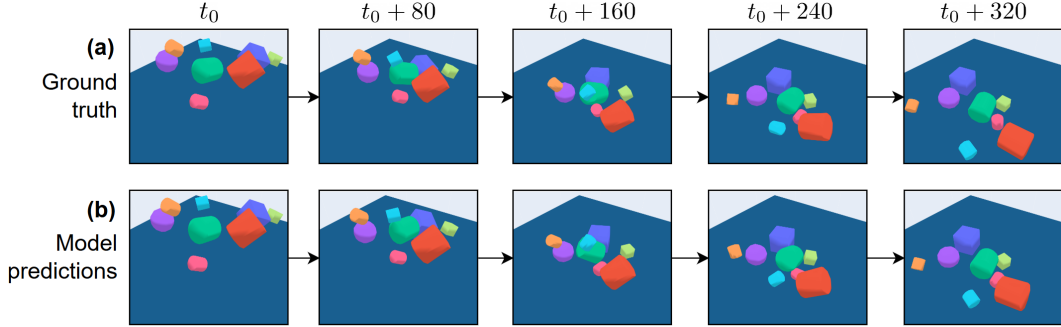 t₀ t₀ + 80 t₀ + 160 t₀ + 240 t₀ + 320
(a)
Ground
truth
(b)
Model
predictions